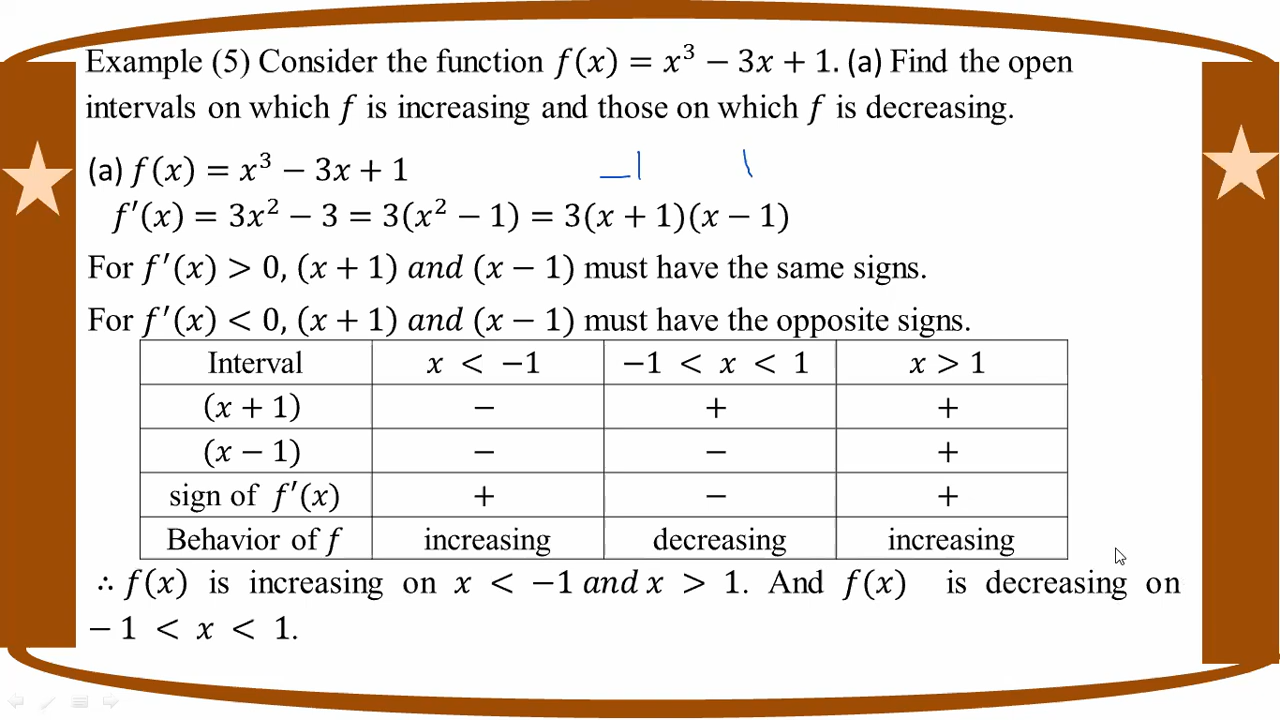 Example (5) Consider the function f(x) = x³ − 3x + 1. (a) Find the open
intervals on which f is increasing and those on which f is decreasing.
(a) f(x) = x³ − 3x + 1 −1 1
f′(x) = 3x² − 3 = 3(x² − 1) = 3(x + 1)(x − 1)
For f′(x) > 0, (x + 1) and (x − 1) must have the same signs.
For f′(x) < 0, (x + 1) and (x − 1) must have the opposite signs.
Interval x < −1 −1 < x < 1 x > 1
(x + 1) − + +
(x − 1) − − +
sign of f′(x) + − +
Behavior of f increasing decreasing increasing
∴ f(x) is increasing on x < −1 and x > 1. And f(x) is decreasing on
− 1 < x < 1.